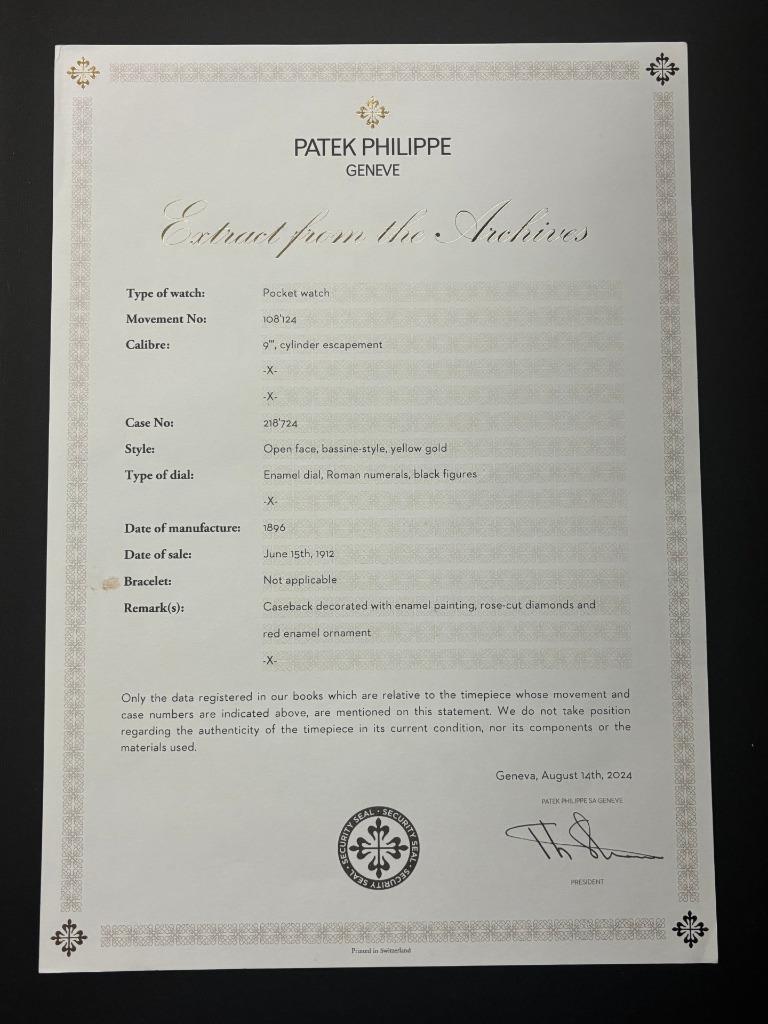 PATEK PHILIPPE
GENEVE
Extract from the Archives
Type of watch: Pocket watch
Movement No: 108'124
Calibre: 9''', cylinder escapement
-X-
-X-
Case No: 218'724
Style: Open face, bassine-style, yellow gold
Type of dial: Enamel dial, Roman numerals, black figures
-X-
Date of manufacture: 1896
Date of sale: June 15th, 1912
Bracelet: Not applicable
Remark(s): Caseback decorated with enamel painting, rose-cut diamonds and
red enamel ornament
-X-
Only the data registered in our books which are relative to the timepiece whose movement and
case numbers are indicated above, are mentioned on this statement. We do not take position
regarding the authenticity of the timepiece in its current condition, nor its components or the
materials used.
Geneva, August 14th, 2024
PATEK PHILIPPE SA GENEVE
SECURITY SEAL · SECURITY SEAL · SECURITY SEAL ·
PRESIDENT
Printed in Switzerland